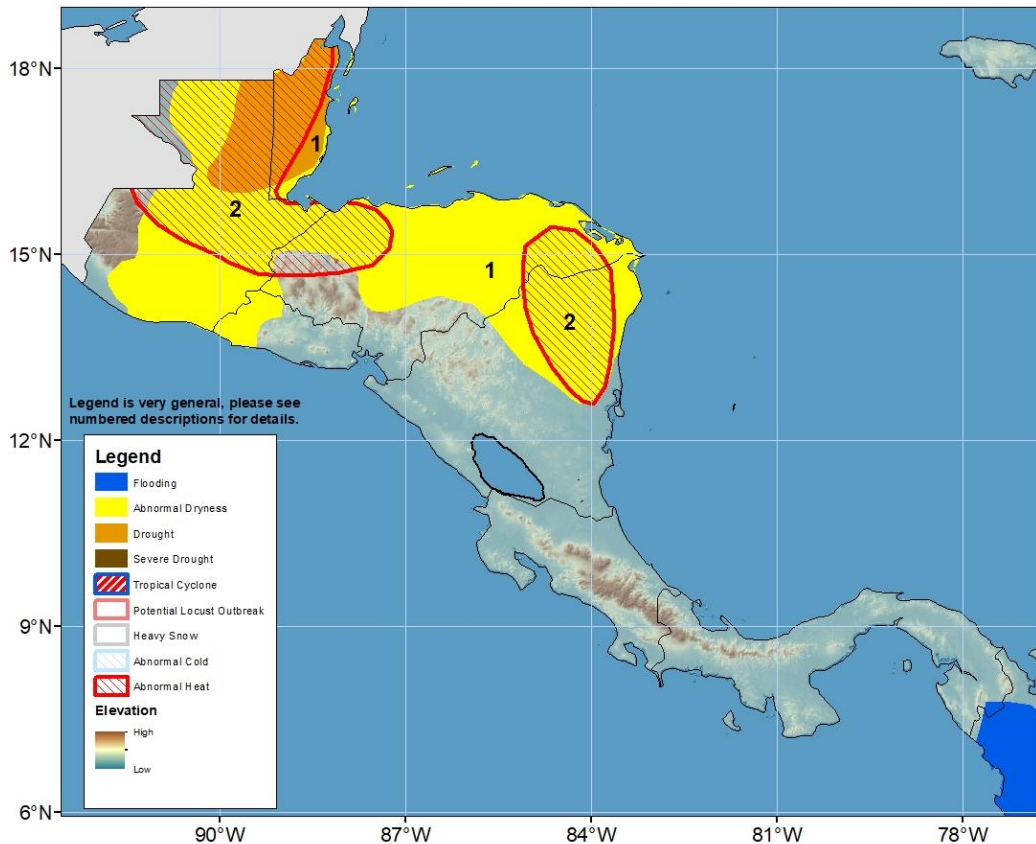 18°N
1
2
15°N
1
2
Legend is very general, please see
numbered descriptions for details.
12°N
Legend
Flooding
Abnormal Dryness
Drought
Severe Drought
Tropical Cyclone
Potential Locust Outbreak
Heavy Snow
Abnormal Cold
Abnormal Heat
Elevation
High
Low
9°N
6°N
90°W 87°W 84°W 81°W 78°W